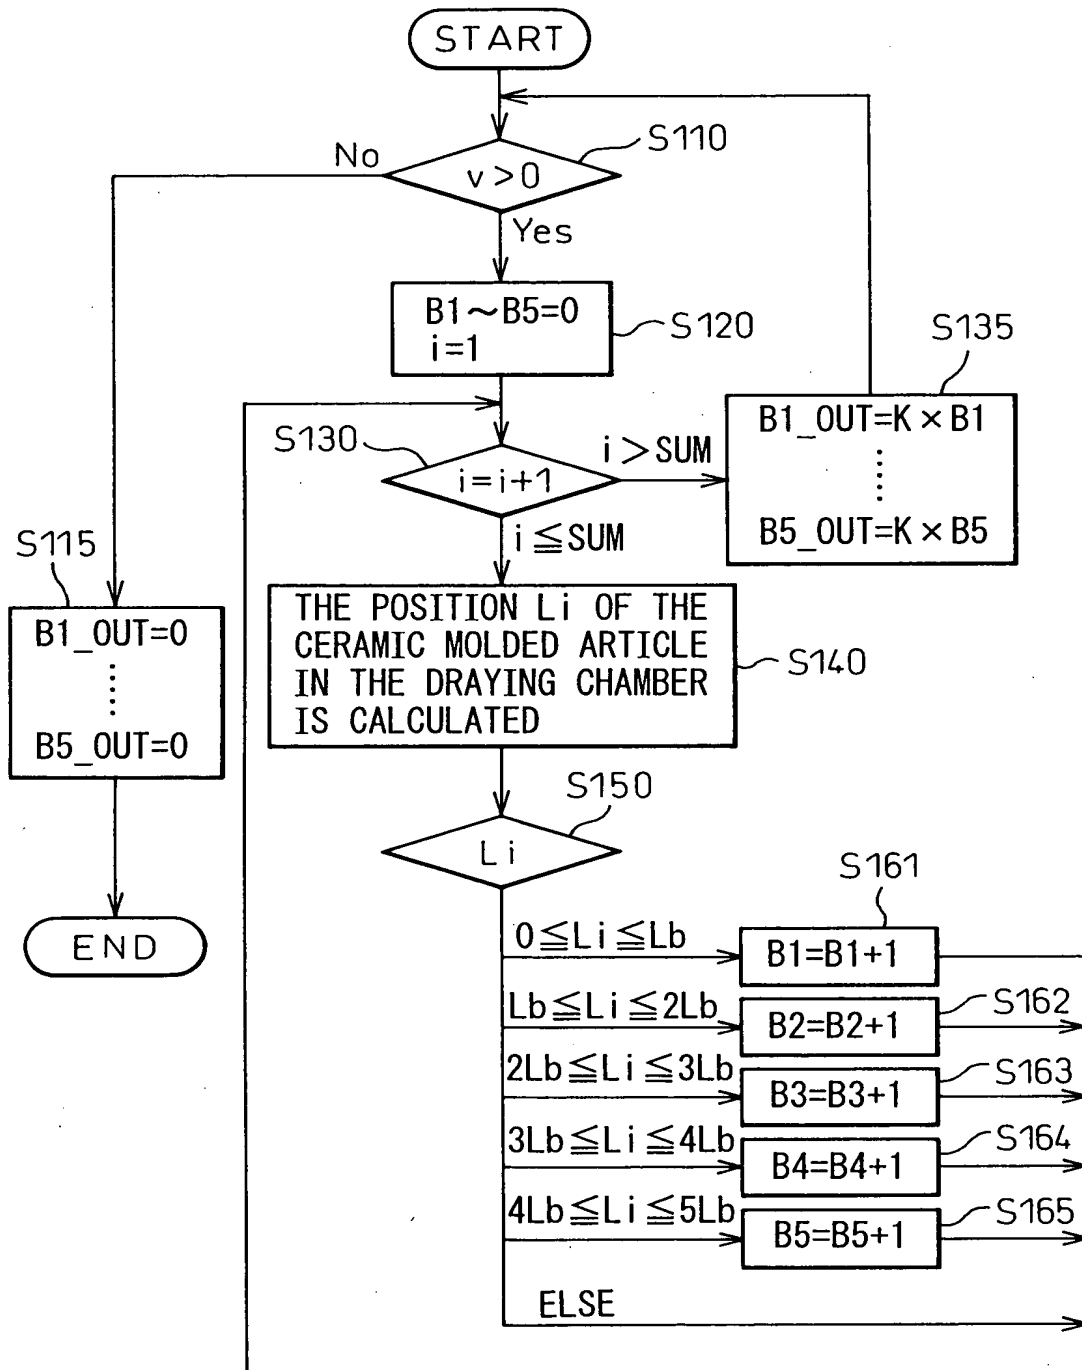 START
S110
No
v>0
Yes
B1~B5=0
i=1
S120
S135
B1_OUT=K×B1
B5_OUT=K×B5
S130
i=i+1
i>SUM
i≦SUM
S115
B1_OUT=0
B5_OUT=0
THE POSITION Li OF THE
CERAMIC MOLDED ARTICLE
IN THE DRAYING CHAMBER
IS CALCULATED
S140
S150
Li
END
S161
0≦Li≦Lb
B1=B1+1
S162
Lb≦Li≦2Lb
B2=B2+1
S163
2Lb≦Li≦3Lb
B3=B3+1
S164
3Lb≦Li≦4Lb
B4=B4+1
S165
4Lb≦Li≦5Lb
B5=B5+1
ELSE